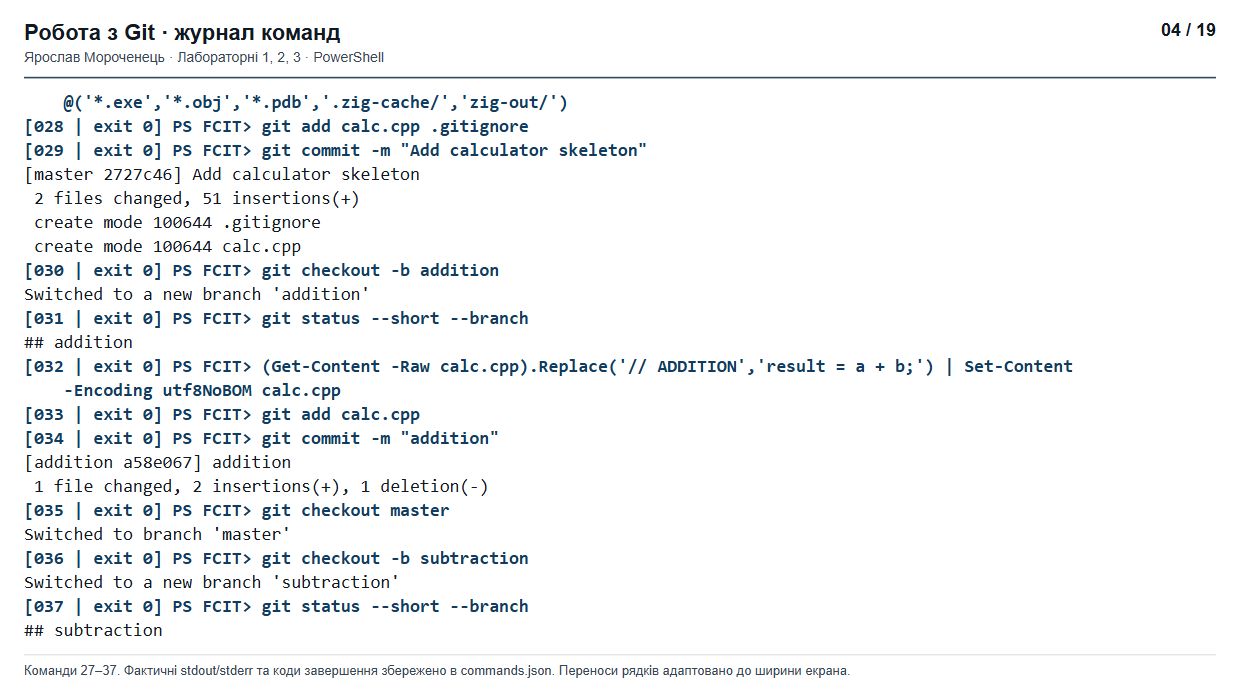 Робота з Git · журнал команд
04 / 19
Ярослав Мороченець · Лабораторні 1, 2, 3 · PowerShell
@('*.exe','*.obj','*.pdb','.zig-cache/','zig-out/')
[028 | exit 0] PS FCIT> git add calc.cpp .gitignore
[029 | exit 0] PS FCIT> git commit -m "Add calculator skeleton"
[master 2727c46] Add calculator skeleton
2 files changed, 51 insertions(+)
create mode 100644 .gitignore
create mode 100644 calc.cpp
[030 | exit 0] PS FCIT> git checkout -b addition
Switched to a new branch 'addition'
[031 | exit 0] PS FCIT> git status --short --branch
## addition
[032 | exit 0] PS FCIT> (Get-Content -Raw calc.cpp).Replace('// ADDITION','result = a + b;') | Set-Content
-Encoding utf8NoBOM calc.cpp
[033 | exit 0] PS FCIT> git add calc.cpp
[034 | exit 0] PS FCIT> git commit -m "addition"
[addition a58e067] addition
1 file changed, 2 insertions(+), 1 deletion(-)
[035 | exit 0] PS FCIT> git checkout master
Switched to branch 'master'
[036 | exit 0] PS FCIT> git checkout -b subtraction
Switched to a new branch 'subtraction'
[037 | exit 0] PS FCIT> git status --short --branch
## subtraction
Команди 27–37. Фактичні stdout/stderr та коди завершення збережено в commands.json. Переноси рядків адаптовано до ширини екрана.